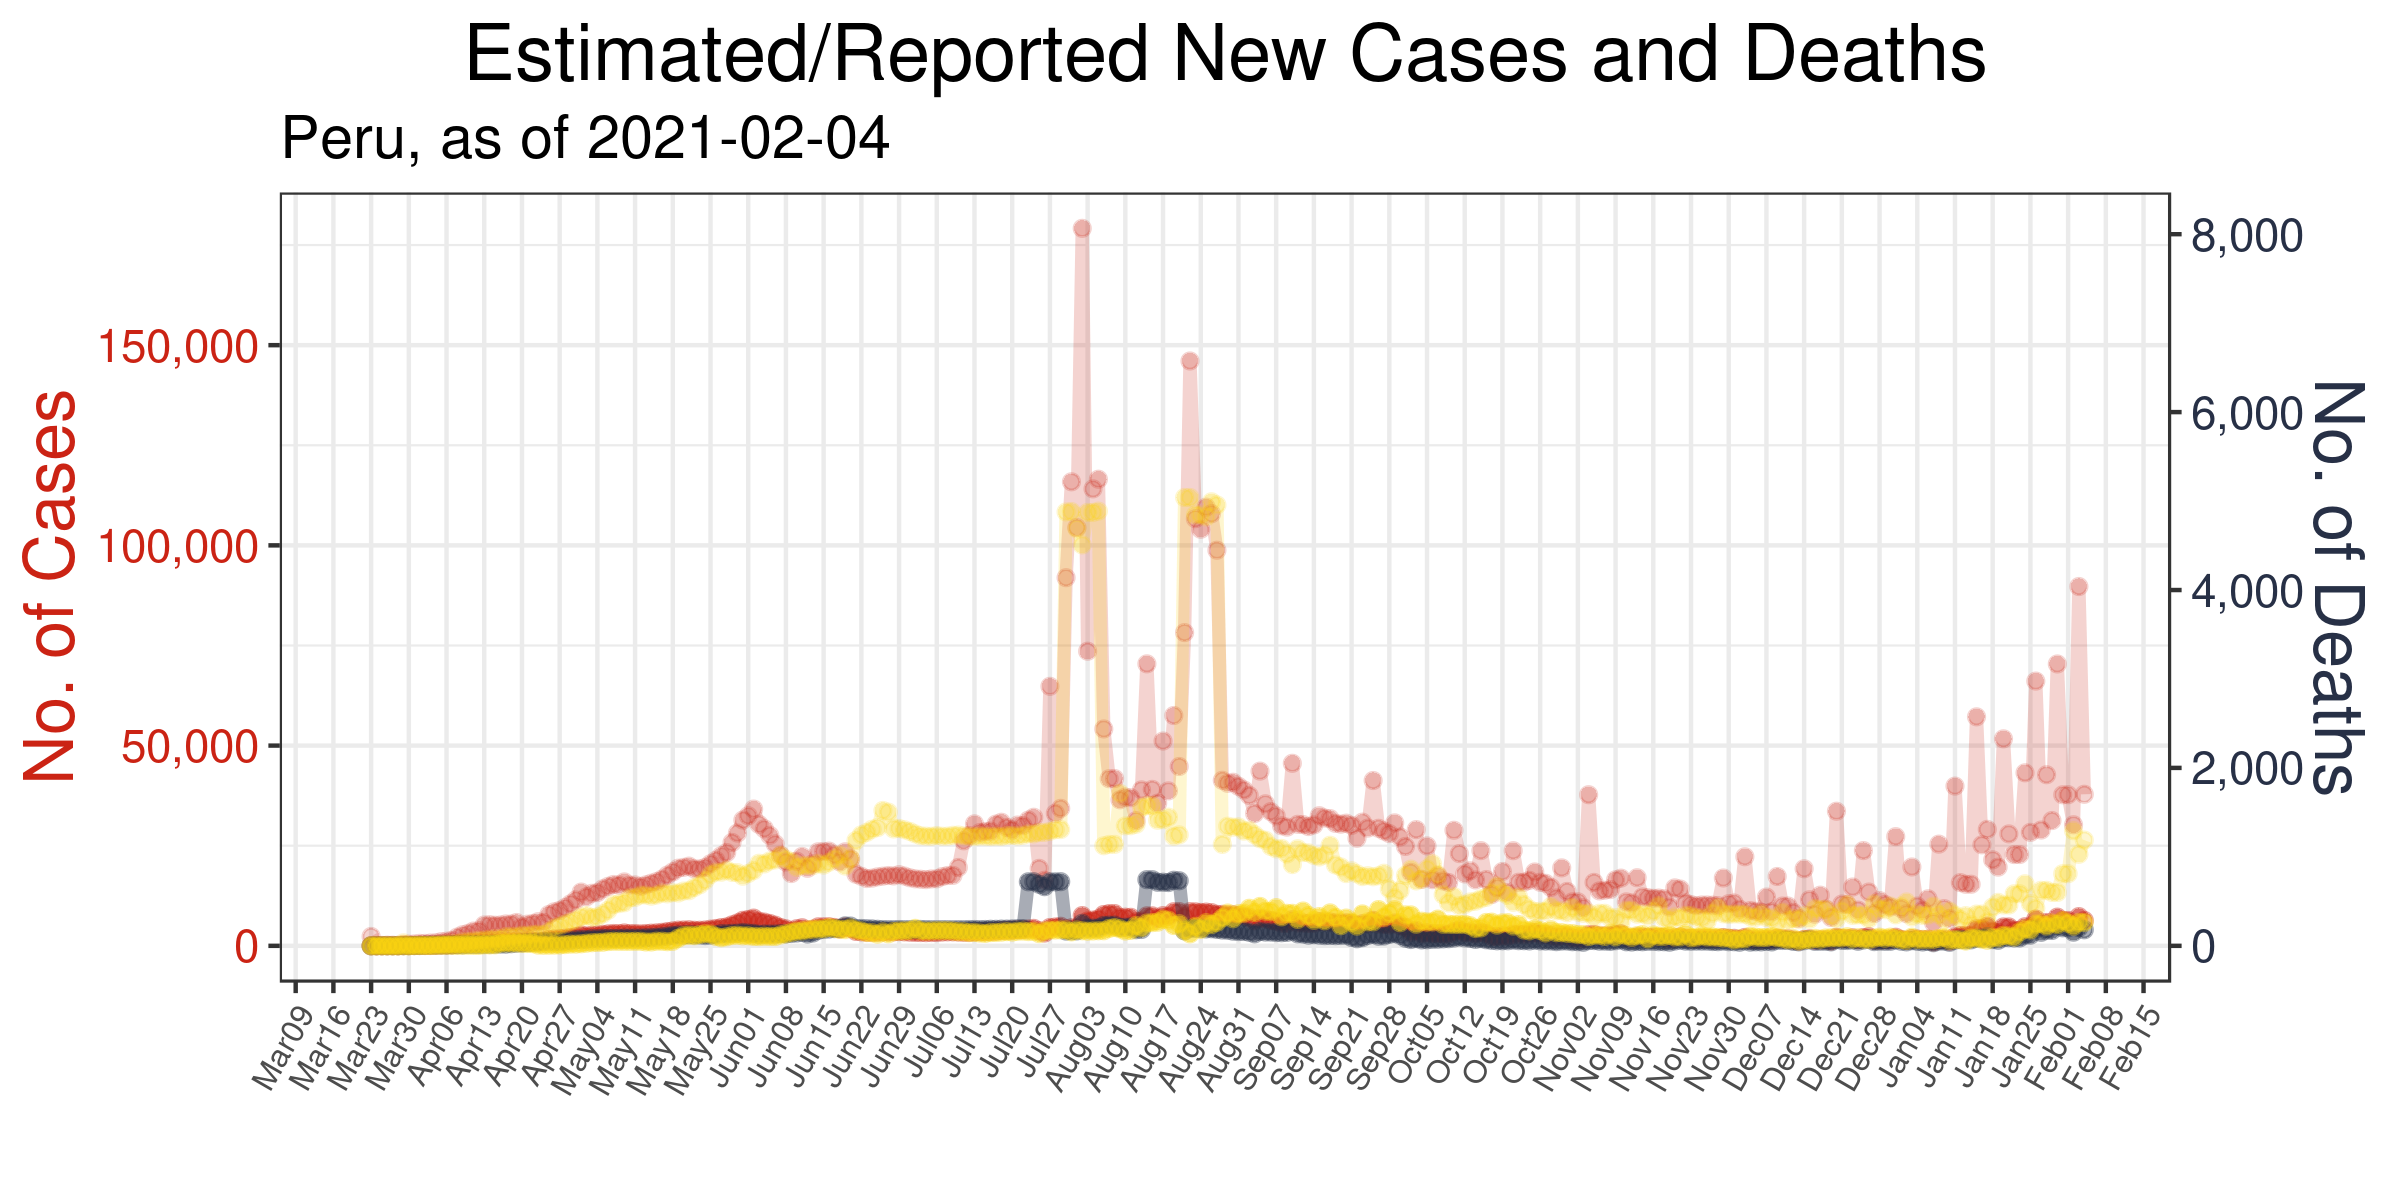 Estimated/Reported New Cases and Deaths
Peru, as of 2021-02-04
No. of Cases
150,000
100,000
50,000
0
8,000
6,000
4,000
2,000
0
No. of Deaths
Mar09
Mar16
Mar23
Mar30
Apr06
Apr13
Apr20
Apr27
May04
May11
May18
May25
Jun01
Jun08
Jun15
Jun22
Jun29
Jul06
Jul13
Jul20
Jul27
Aug03
Aug10
Aug17
Aug24
Aug31
Sep07
Sep14
Sep21
Sep28
Oct05
Oct12
Oct19
Oct26
Nov02
Nov09
Nov16
Nov23
Nov30
Dec07
Dec14
Dec21
Dec28
Jan04
Jan11
Jan18
Jan25
Feb01
Feb08
Feb15